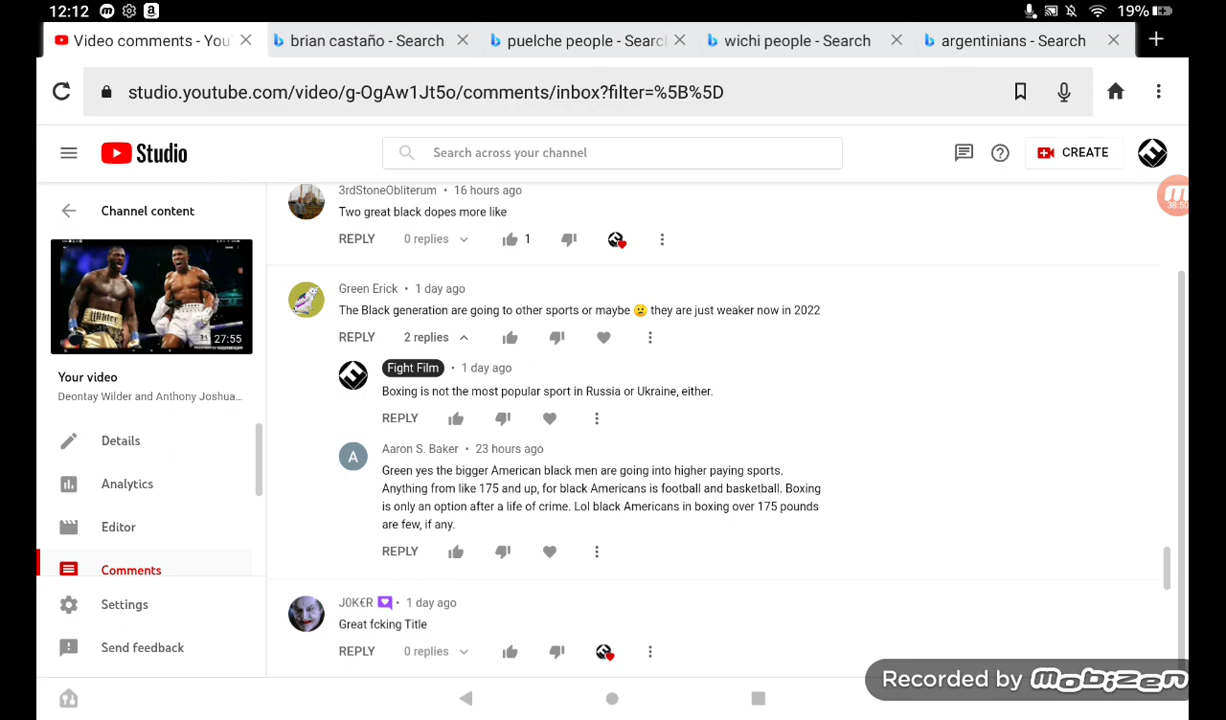 12:12
19%
Video comments - You
brian castaño - Search
puelche people - Searc
wichi people - Search
argentinians - Search
studio.youtube.com/video/g-OgAw1Jt5o/comments/inbox?filter=%5B%5D
Studio
Search across your channel
CREATE
38:50
Channel content
27:55
Your video
Deontay Wilder and Anthony Joshua...
Details
Analytics
Editor
Comments
Settings
Send feedback
3rdStoneObliterum • 16 hours ago
Two great black dopes more like
REPLY 0 replies 1
Green Erick • 1 day ago
The Black generation are going to other sports or maybe 😕 they are just weaker now in 2022
REPLY 2 replies
Fight Film • 1 day ago
Boxing is not the most popular sport in Russia or Ukraine, either.
REPLY
A
Aaron S. Baker • 23 hours ago
Green yes the bigger American black men are going into higher paying sports.
Anything from like 175 and up, for black Americans is football and basketball. Boxing
is only an option after a life of crime. Lol black Americans in boxing over 175 pounds
are few, if any.
REPLY
J0K€R • 1 day ago
Great fcking Title
REPLY 0 replies
Recorded by mobizen